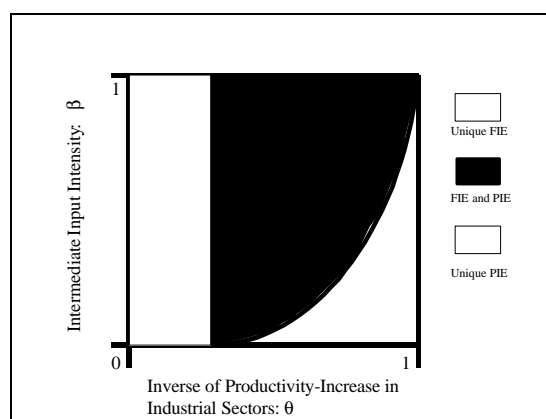 1
Intermediate Input Intensity: β
0
1
Inverse of Productivity-Increase in
Industrial Sectors: θ
Unique FIE
FIE and PIE
Unique PIE